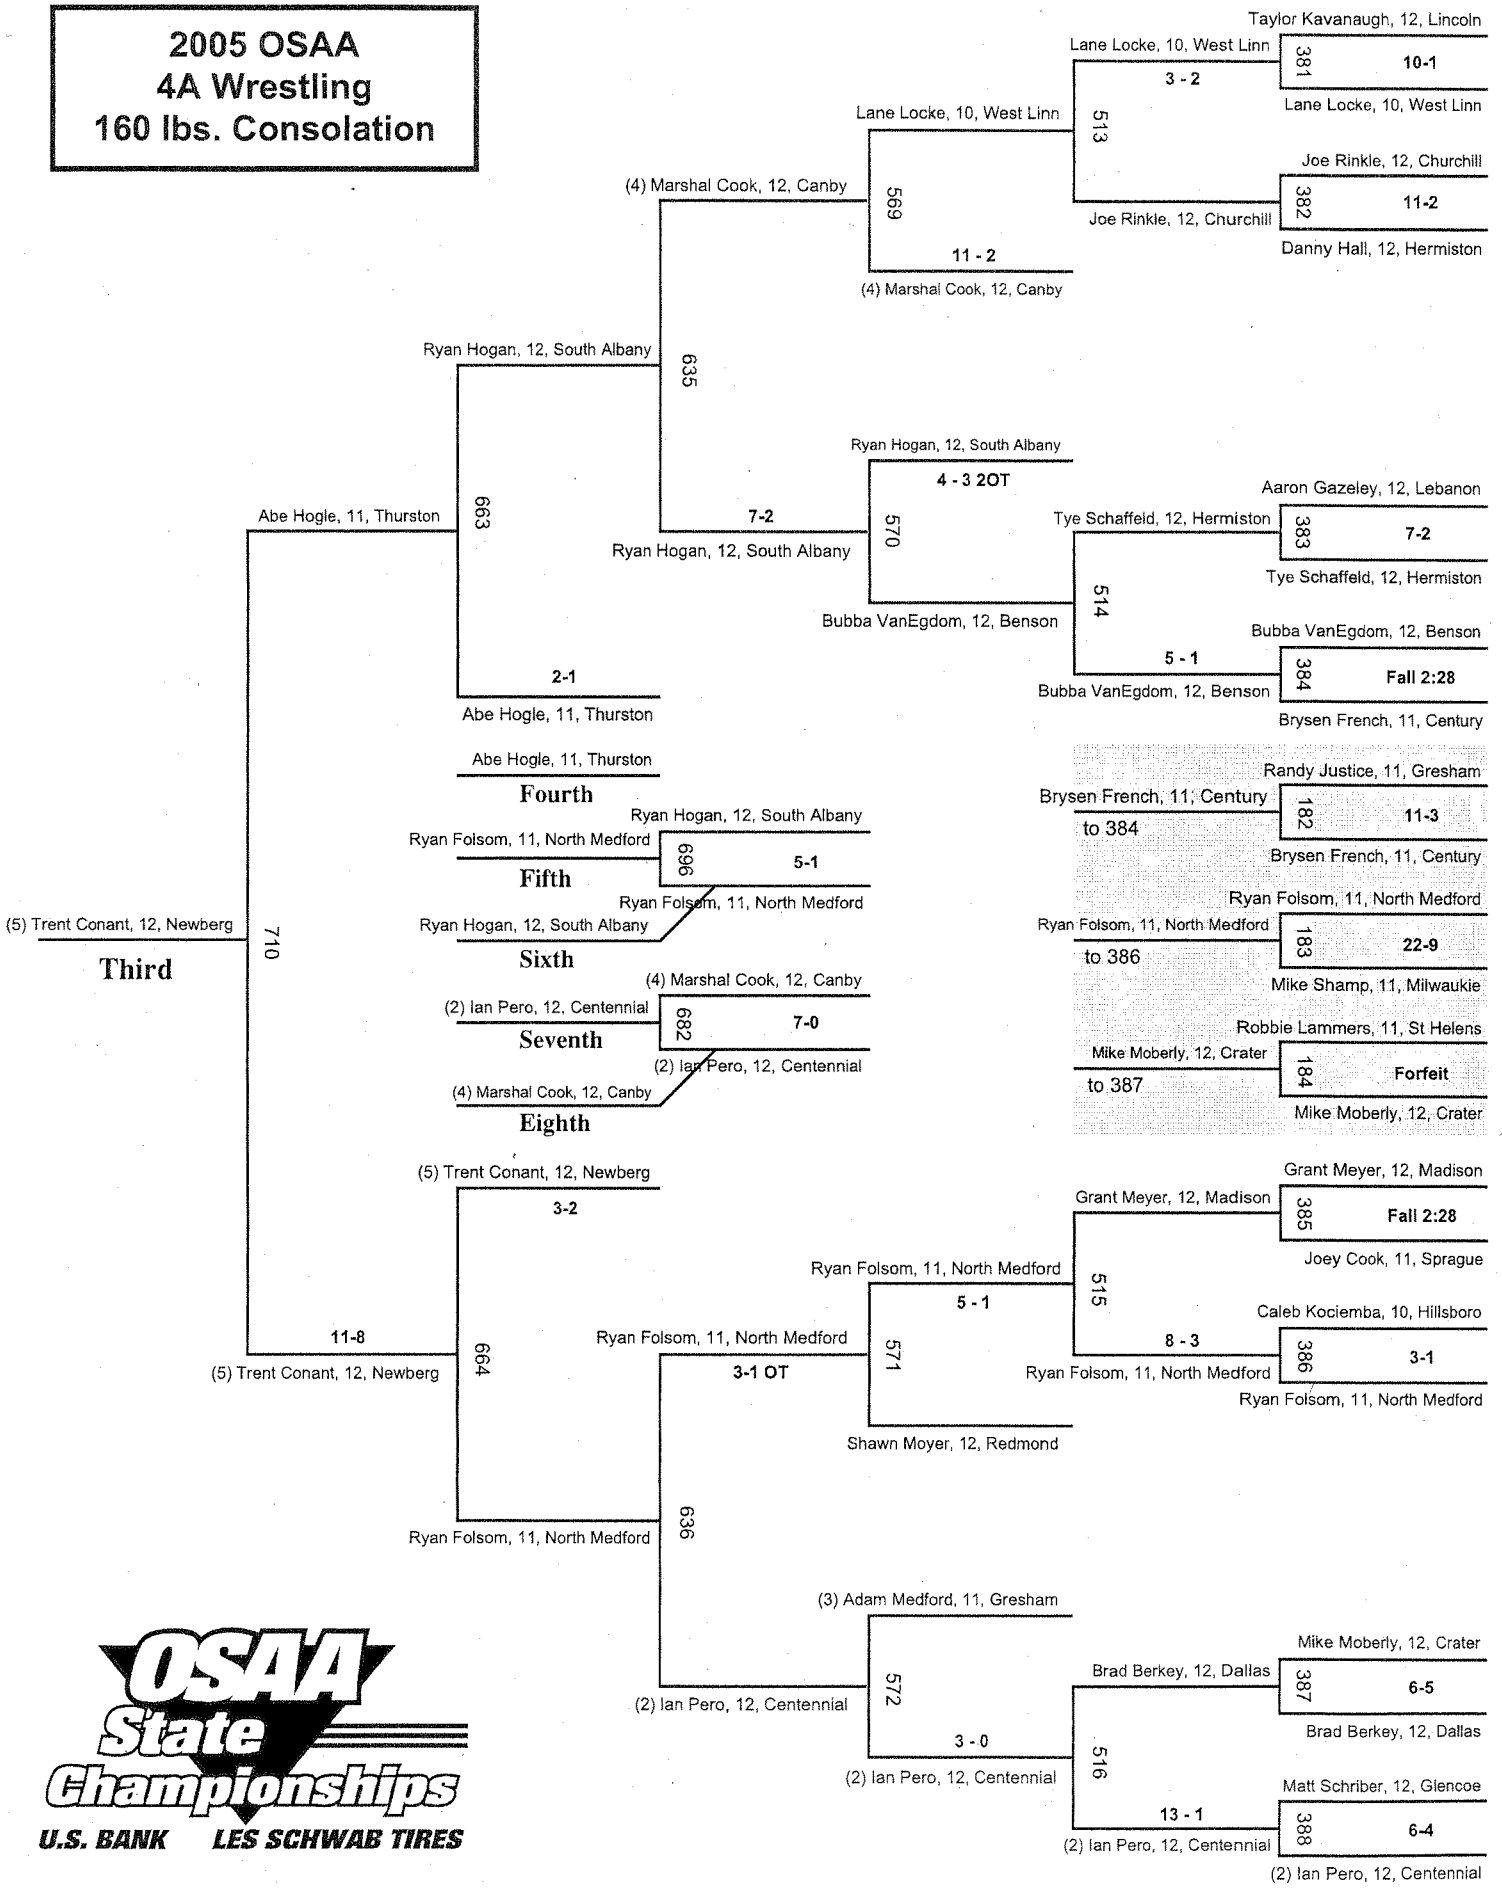 2005 OSAA
4A Wrestling
160 lbs. Consolation
Taylor Kavanaugh, 12, Lincoln
381
10-1
Lane Locke, 10, West Linn
Lane Locke, 10, West Linn
3 - 2
513
Joe Rinkle, 12, Churchill
382
11-2
Danny Hall, 12, Hermiston
Joe Rinkle, 12, Churchill
Lane Locke, 10, West Linn
569
11 - 2
(4) Marshal Cook, 12, Canby
(4) Marshal Cook, 12, Canby
635
Ryan Hogan, 12, South Albany
Ryan Hogan, 12, South Albany
4 - 3 2OT
570
7-2
Ryan Hogan, 12, South Albany
Aaron Gazeley, 12, Lebanon
383
7-2
Tye Schaffeld, 12, Hermiston
Tye Schaffeld, 12, Hermiston
514
Bubba VanEgdom, 12, Benson
Bubba VanEgdom, 12, Benson
384
Fall 2:28
Brysen French, 11, Century
5 - 1
Bubba VanEgdom, 12, Benson
663
Abe Hogle, 11, Thurston
2-1
Abe Hogle, 11, Thurston
Abe Hogle, 11, Thurston
Fourth
Ryan Hogan, 12, South Albany
Ryan Folsom, 11, North Medford
696
5-1
Fifth
Ryan Folsom, 11, North Medford
Ryan Hogan, 12, South Albany
Sixth
(4) Marshal Cook, 12, Canby
(2) Ian Pero, 12, Centennial
682
7-0
Seventh
(2) Ian Pero, 12, Centennial
(4) Marshal Cook, 12, Canby
Eighth
Randy Justice, 11, Gresham
Brysen French, 11, Century
182
11-3
to 384
Brysen French, 11, Century
Ryan Folsom, 11, North Medford
Ryan Folsom, 11, North Medford
183
22-9
to 386
Mike Shamp, 11, Milwaukie
Robbie Lammers, 11, St Helens
Mike Moberly, 12, Crater
184
Forfeit
to 387
Mike Moberly, 12, Crater
(5) Trent Conant, 12, Newberg
Third
710
(5) Trent Conant, 12, Newberg
3-2
11-8
(5) Trent Conant, 12, Newberg
664
Grant Meyer, 12, Madison
Grant Meyer, 12, Madison
385
Fall 2:28
Joey Cook, 11, Sprague
515
Caleb Kociemba, 10, Hillsboro
8 - 3
386
3-1
Ryan Folsom, 11, North Medford
Ryan Folsom, 11, North Medford
Ryan Folsom, 11, North Medford
5 - 1
571
Ryan Folsom, 11, North Medford
3-1 OT
Shawn Moyer, 12, Redmond
636
Ryan Folsom, 11, North Medford
(3) Adam Medford, 11, Gresham
572
(2) Ian Pero, 12, Centennial
3 - 0
(2) Ian Pero, 12, Centennial
Mike Moberly, 12, Crater
Brad Berkey, 12, Dallas
387
6-5
Brad Berkey, 12, Dallas
516
Matt Schriber, 12, Glencoe
13 - 1
388
6-4
(2) Ian Pero, 12, Centennial
(2) Ian Pero, 12, Centennial
OSAA
State
Championships
U.S. BANK LES SCHWAB TIRES